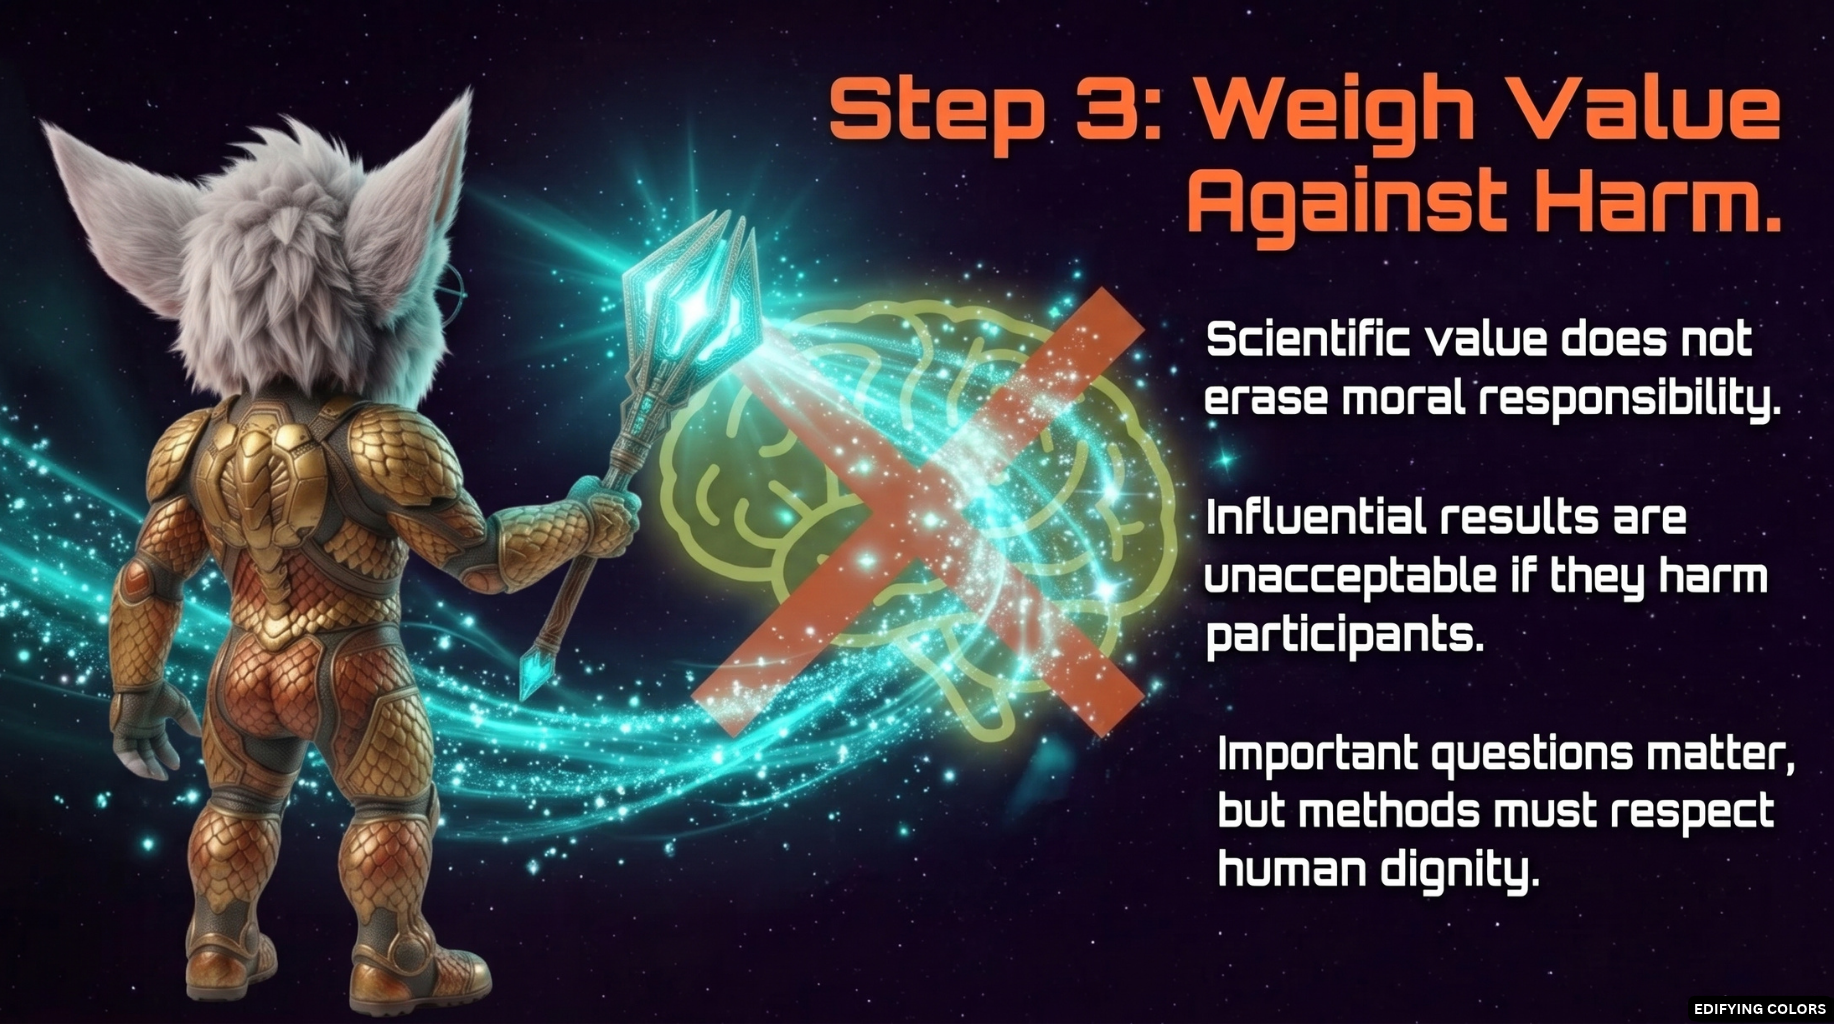 Step 3: Weigh Value
Against Harm.
Scientific value does not
erase moral responsibility.
Influential results are
unacceptable if they harm
participants.
Important questions matter,
but methods must respect
human dignity.
EDIFYING COLORS